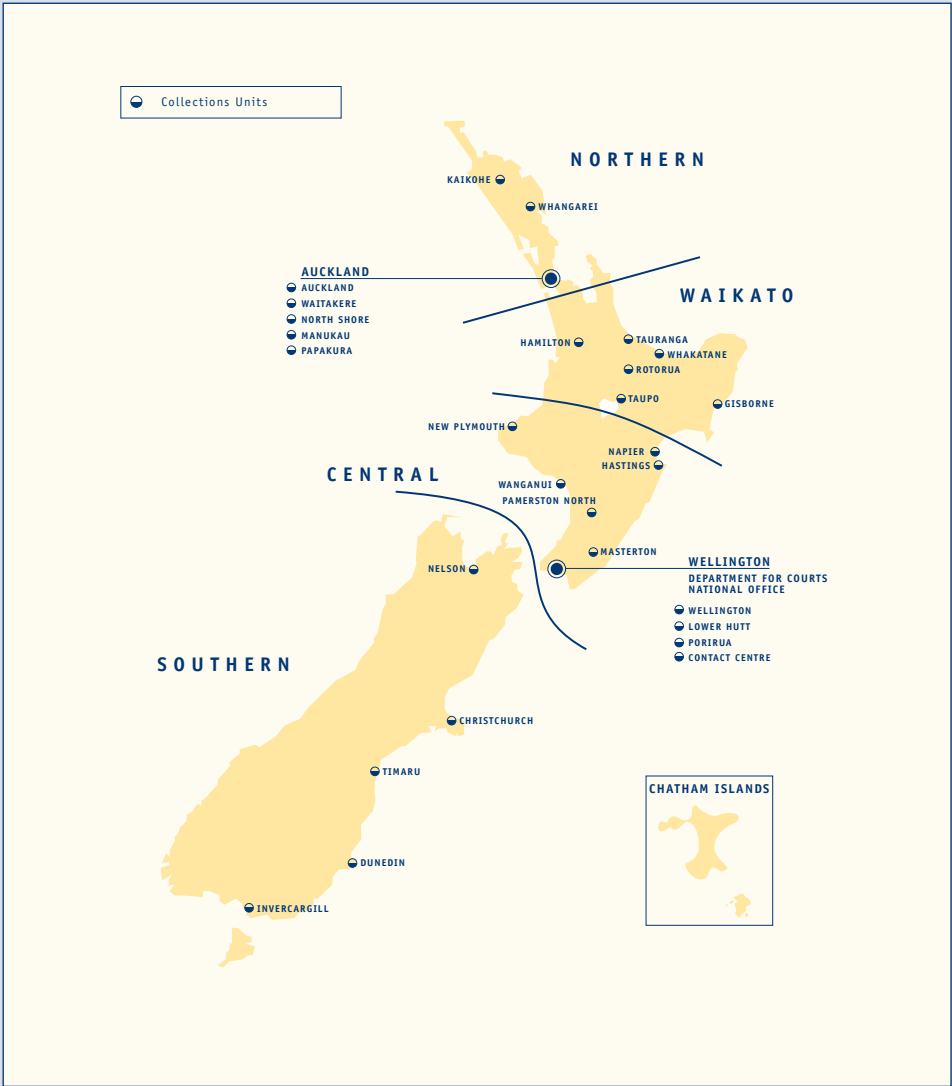 Collections Units
NORTHERN
KAIKOHE
WHANGAREI
AUCKLAND
AUCKLAND
WAITAKERE
NORTH SHORE
MANUKAU
PAPAKURA
WAIKATO
HAMILTON
TAURANGA
WHAKATANE
ROTORUA
TAUPO
GISBORNE
NEW PLYMOUTH
NAPIER
HASTINGS
CENTRAL
WANGANUI
PAMERSTON NORTH
MASTERTON
NELSON
WELLINGTON
DEPARTMENT FOR COURTS
NATIONAL OFFICE
WELLINGTON
LOWER HUTT
PORIRUA
CONTACT CENTRE
SOUTHERN
CHRISTCHURCH
TIMARU
CHATHAM ISLANDS
DUNEDIN
INVERCARGILL